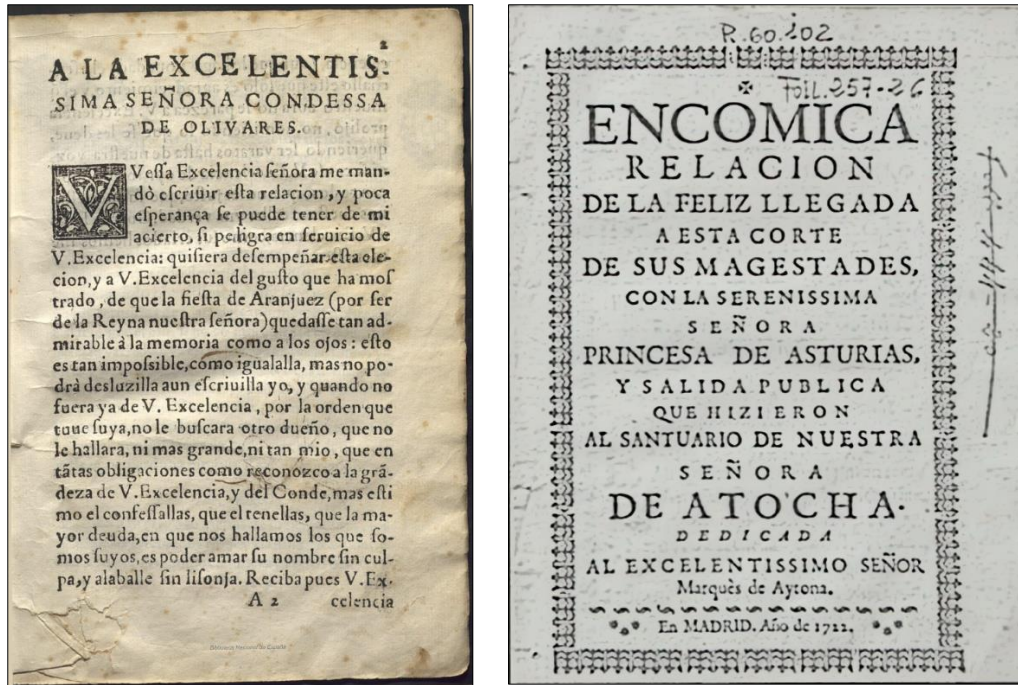 2
A LA EXCELENTIS-
SIMA SEÑORA CONDESSA
DE OLIVARES.
VVessa Excelencia señora me man-
dò escriuir esta relacion, y poca
esperança se puede tener de mi
acierto, si peligra en seruicio de
V.Excelencia: quisiera desempeñar esta ele-
cion, y a V.Excelencia del gusto que ha mos
trado, de que la fiesta de Aranjuez (por ser
de la Reyna nuestra señora) quedasse tan ad-
mirable à la memoria como a los ojos: esto
es tan impossible, como igualalla, mas no po-
drà desluzilla aun escriuilla yo, y quando no
fuera ya de V. Excelencia, por la orden que
tuue suya, no le buscara otro dueño, que no
le hallara, ni mas grande, ni tan mio, que en
tãtas obligaciones como reconozco a la grã-
deza de V.Excelencia, y del Conde, mas esti
mo el confessallas, que el tenellas, que la ma-
yor deuda, en que nos hallamos los que so-
mos suyos, es poder amar su nombre sin cul-
pa, y alaballe sin lisonja. Reciba pues V. Ex-
A 2 celencia
Biblioteca Nacional de España
R.60.102
Foll.257-26
ENCOMICA
RELACION
DE LA FELIZ LLEGADA
A ESTA CORTE
DE SUS MAGESTADES,
CON LA SERENISSIMA
SEÑORA
PRINCESA DE ASTURIAS,
Y SALIDA PUBLICA
QUE HIZIERON
AL SANTUARIO DE NUESTRA
SEÑORA
DE ATOCHA.
DEDICADA
AL EXCELENTISSIMO SEÑOR
Marquès de Aytona.
En MADRID. Año de 1722.